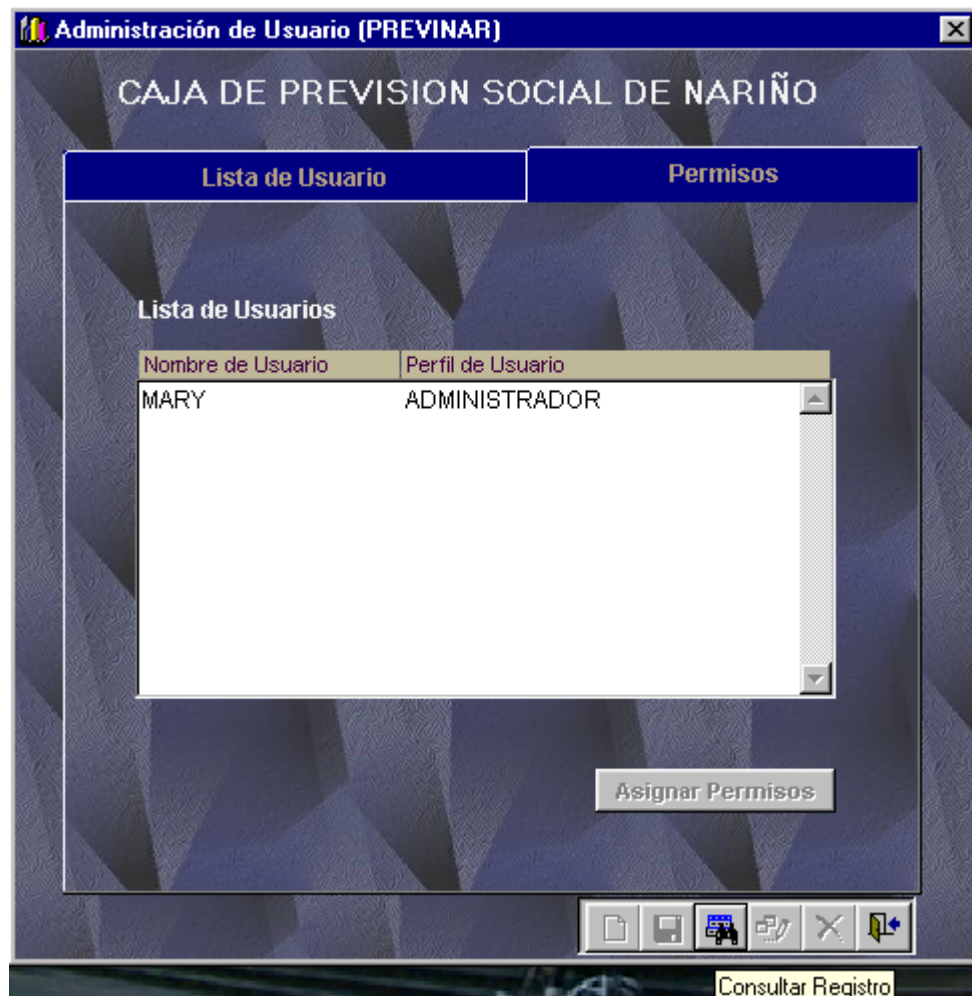 Administración de Usuario (PREVINAR)
CAJA DE PREVISION SOCIAL DE NARIÑO
Lista de Usuario Permisos
Lista de Usuarios
Nombre de Usuario Perfil de Usuario
MARY ADMINISTRADOR
Asignar Permisos
Consultar Registro